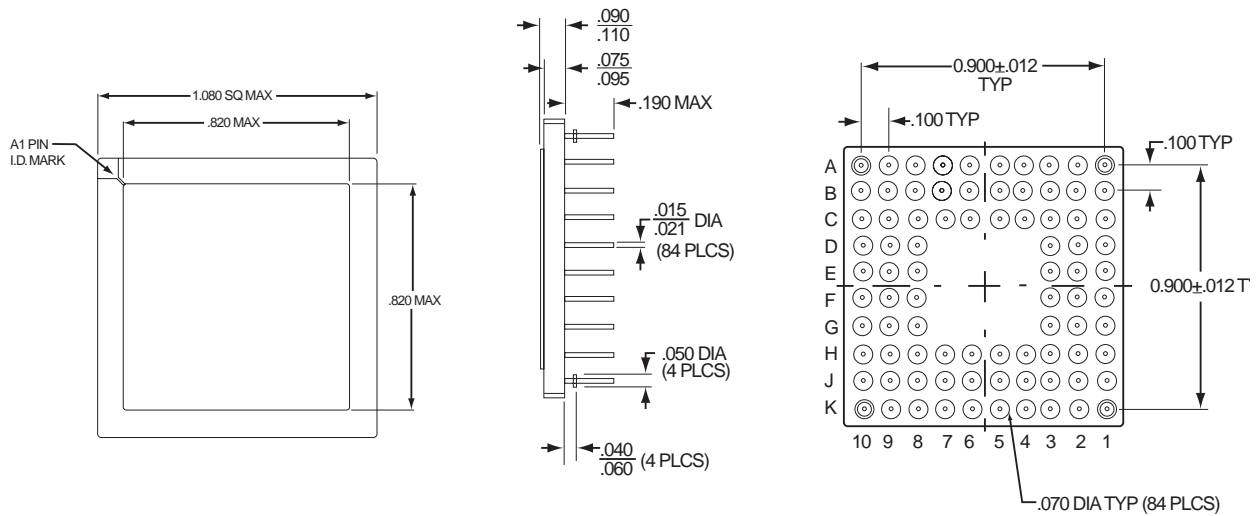 1.080 SQ MAX
.820 MAX
A1 PIN
I.D. MARK
.820 MAX
.090
.110
.075
.095
.190 MAX
.015
.021
DIA
(84 PLCS)
.050 DIA
(4 PLCS)
.040
.060
(4 PLCS)
0.900±.012
TYP
.100 TYP
.100 TYP
A
B
C
D
E
F
G
H
J
K
0.900±.012 TY
10 9 8 7 6 5 4 3 2 1
.070 DIA TYP (84 PLCS)